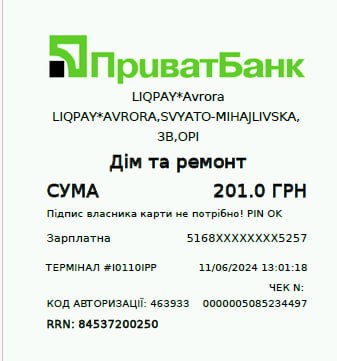 ПриватБанк
LIQPAY*Avrora
LIQPAY*AVRORA,SVYATO-MIHAJLIVSKA,
3B,OPI
Дім та ремонт
СУМА 201.0 ГРН
Підпис власника карти не потрібно! PIN OK
Зарплатна 5168XXXXXXXX5257
ТЕРМІНАЛ #I0110IPP 11/06/2024 13:01:18
ЧЕК N:
КОД АВТОРИЗАЦІЇ: 463933 0000005085234497
RRN: 84537200250